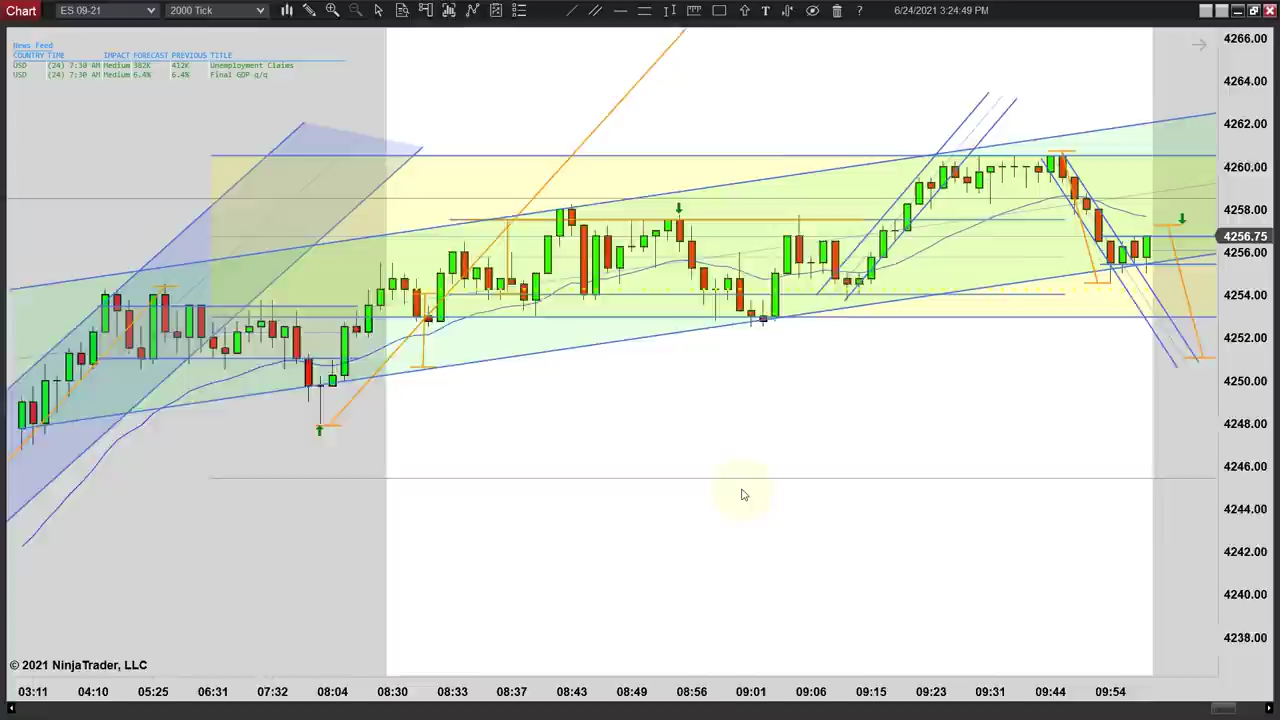 Chart ES 09-21 2000 Tick T ? 6/24/2021 3:24:49 PM
News Feed
COUNTRY TIME IMPACT FORECAST PREVIOUS TITLE
USD (24) 7:30 AM Medium 382K 412K Unemployment Claims
USD (24) 7:30 AM Medium 6.4% 6.4% Final GDP q/q
4266.00
4264.00
4262.00
4260.00
4258.00
4256.75
4256.00
4254.00
4252.00
4250.00
4248.00
4246.00
4244.00
4242.00
4240.00
4238.00
© 2021 NinjaTrader, LLC
03:11 04:10 05:25 06:31 07:32 08:04 08:30 08:33 08:37 08:43 08:49 08:56 09:01 09:06 09:15 09:23 09:31 09:44 09:54